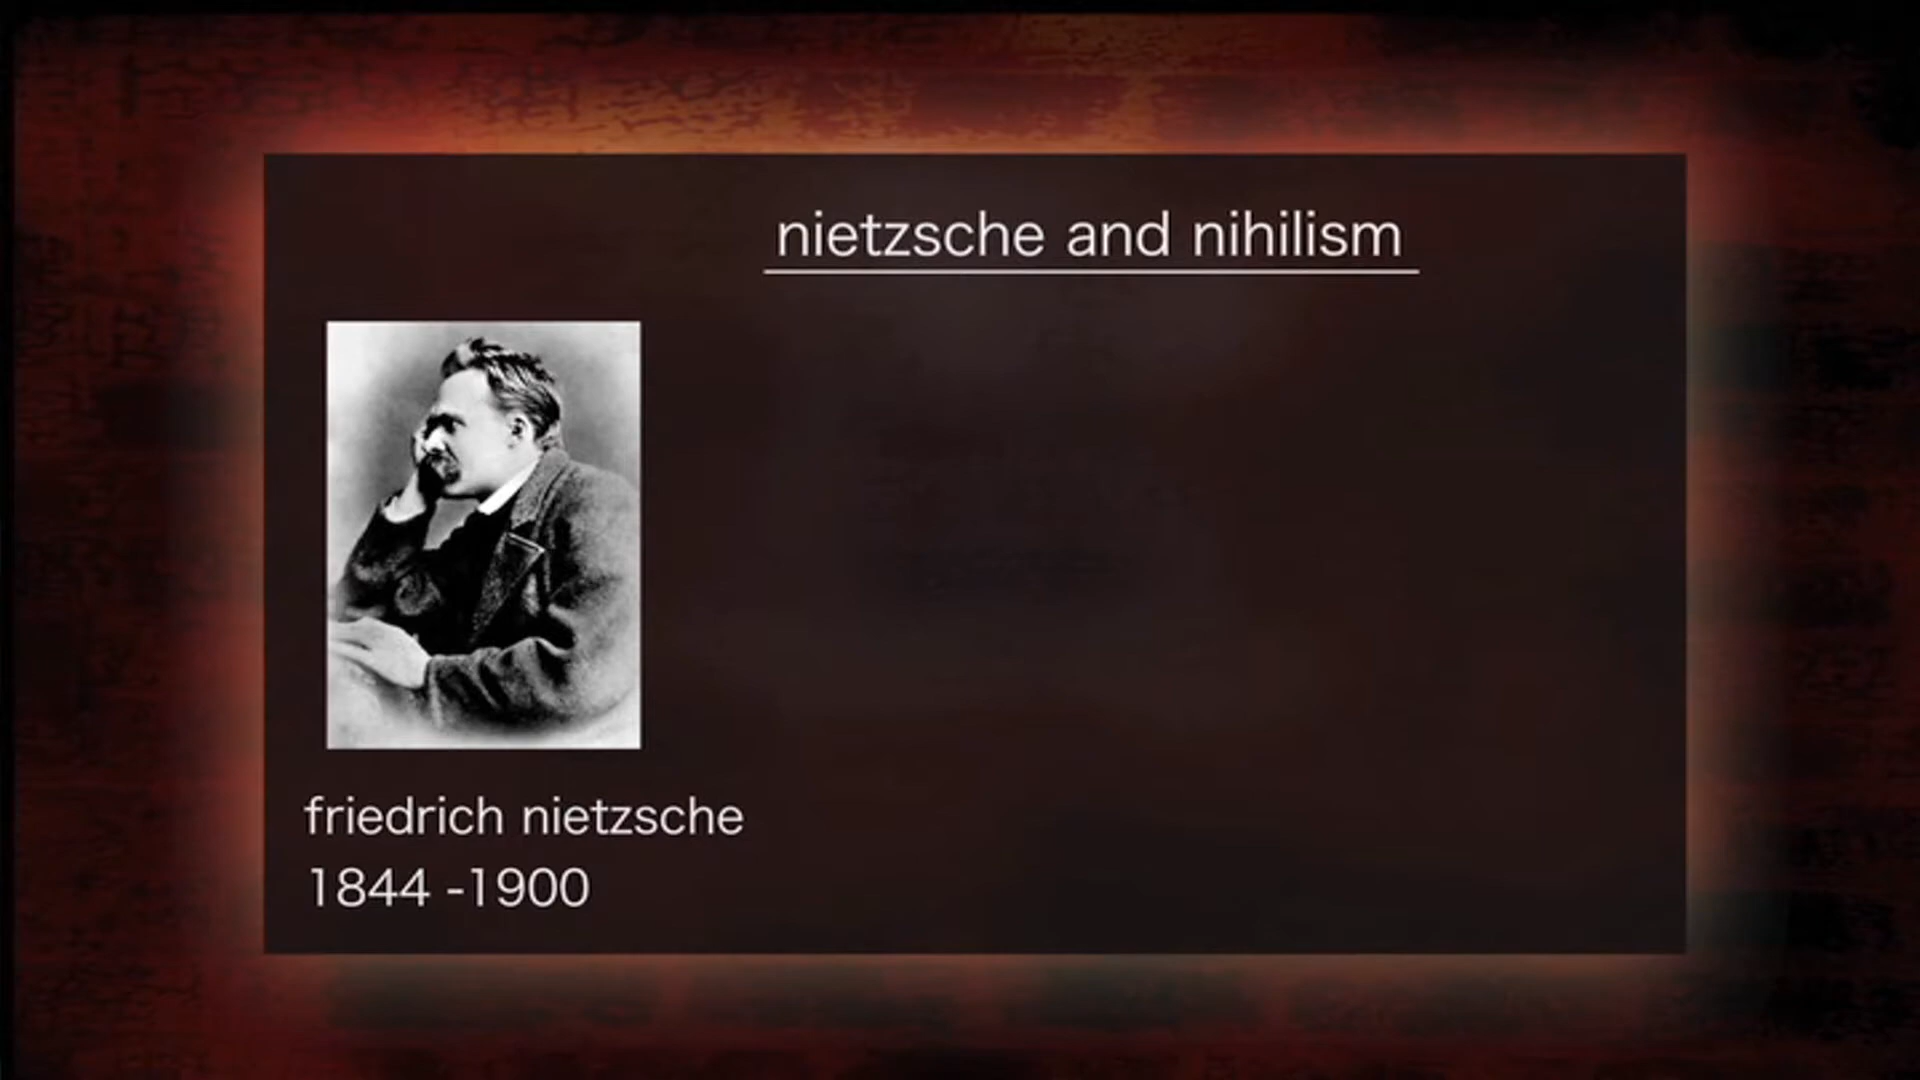 nietzsche and nihilism
friedrich nietzsche
1844 -1900